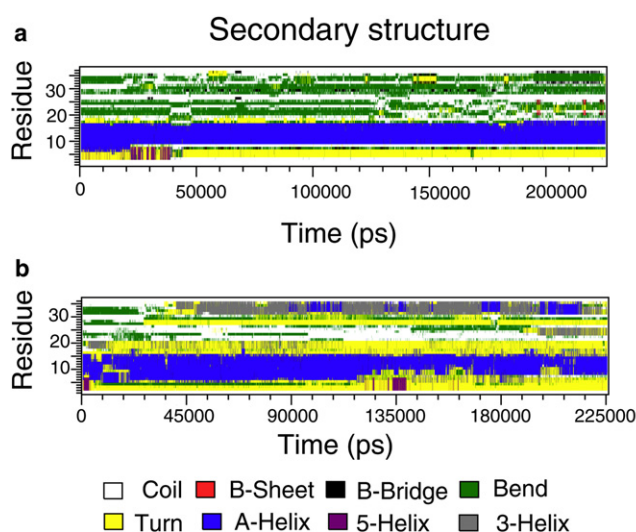 Secondary structure
a
Residue
30
20
10
0 50000 100000 150000 200000
Time (ps)
b
Residue
30
20
10
0 45000 90000 135000 180000 225000
Time (ps)
Coil B-Sheet B-Bridge Bend
Turn A-Helix 5-Helix 3-Helix